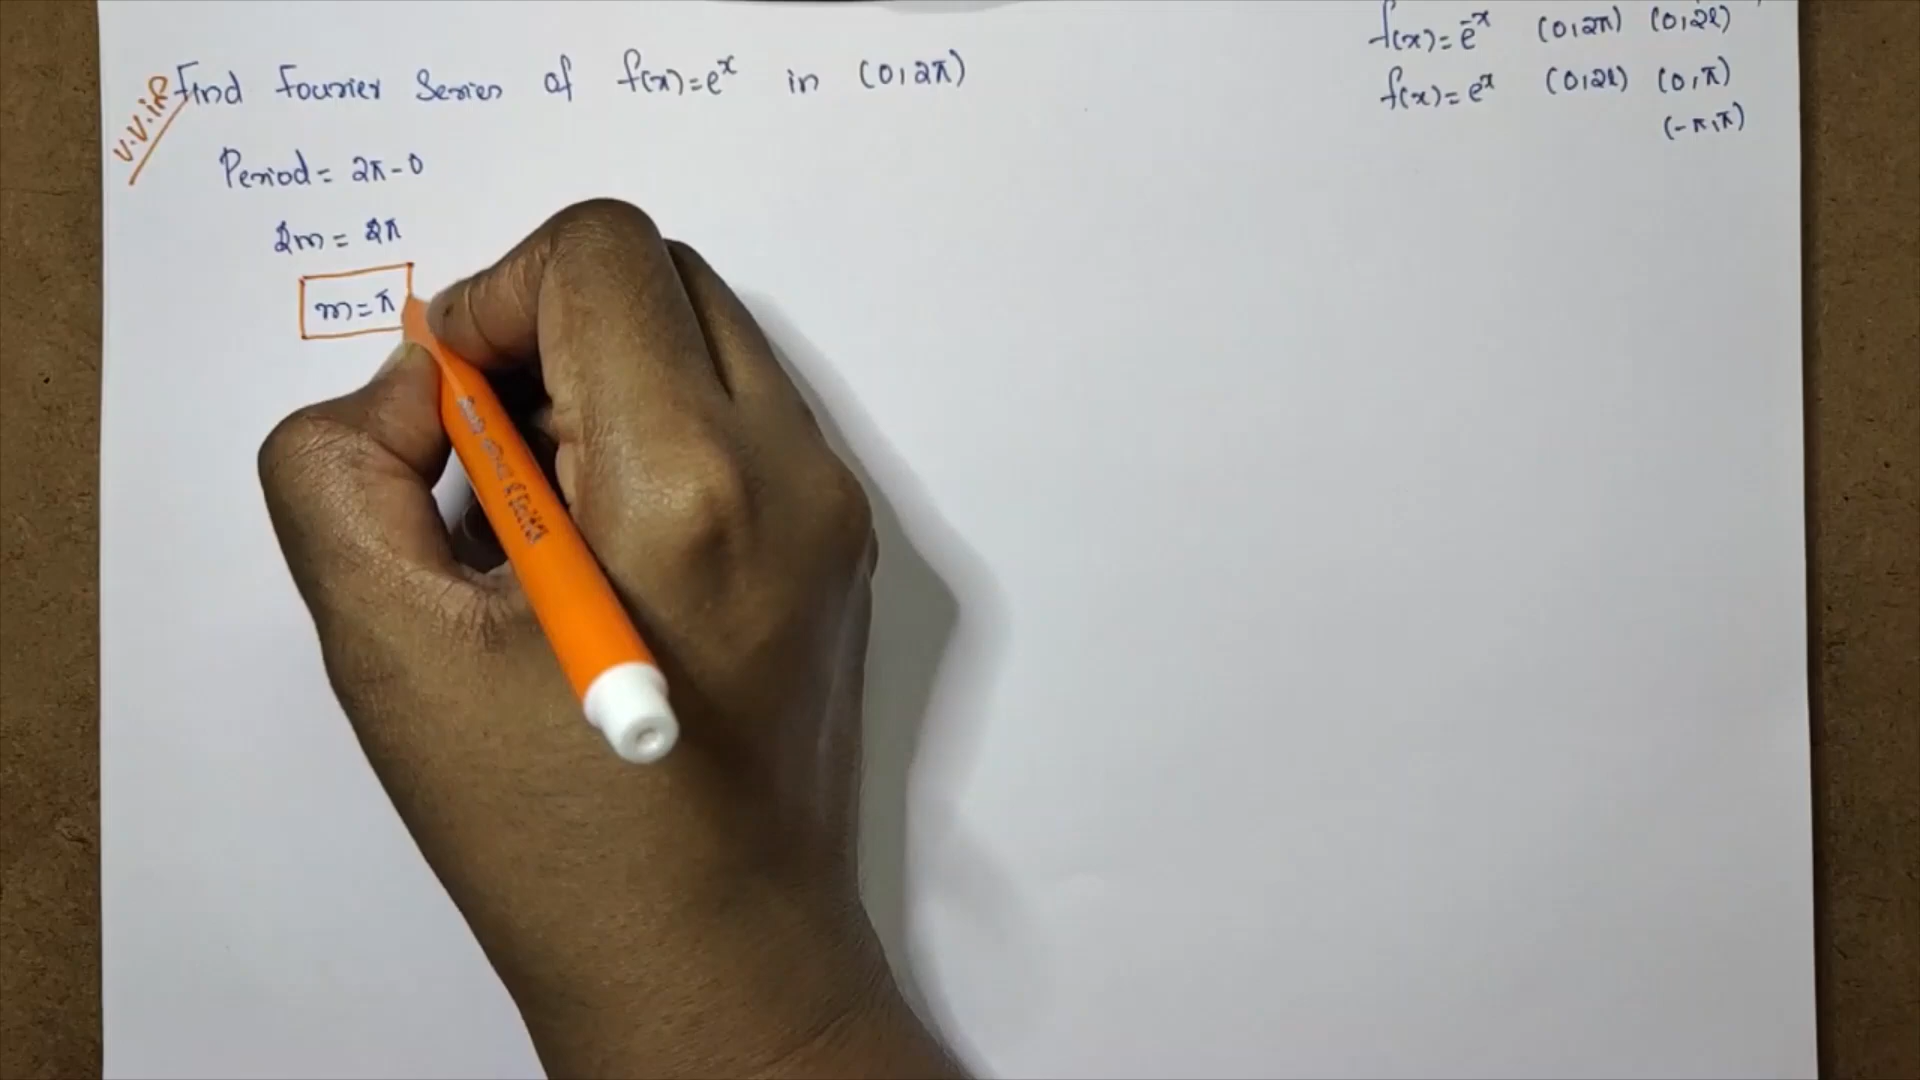 V.V.iP
Find Fourier Series of f(x)=e^x in (0,2π)
Period = 2π-0
2m = 2π
m=π
f(x)= e^-x (0,2π) (0,2l)
f(x)= e^x (0,2l) (0,π)
(-π,π)